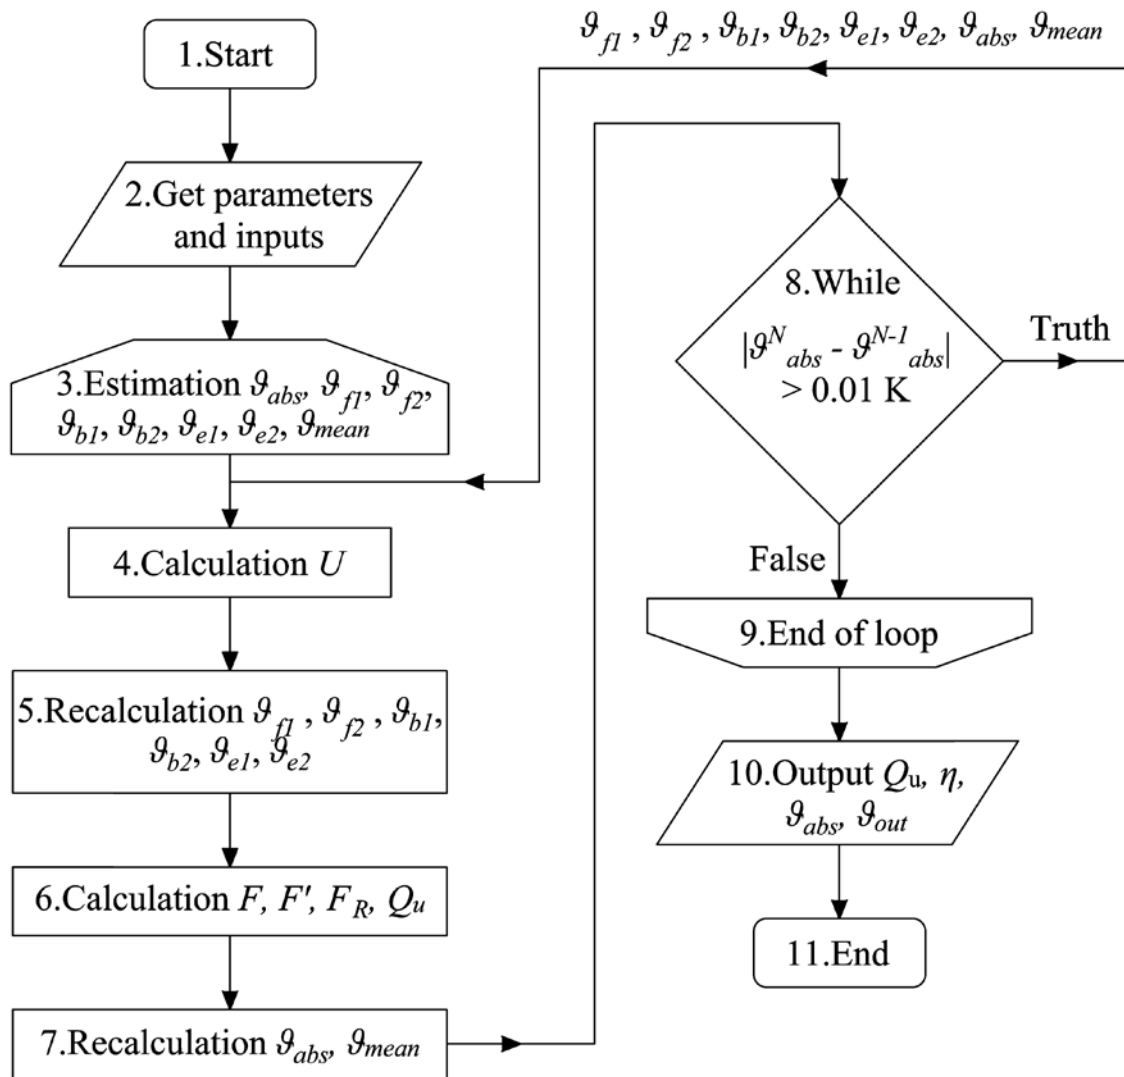 1.Start
2.Get parameters
and inputs
3.Estimation ϑabs, ϑf1, ϑf2,
ϑb1, ϑb2, ϑe1, ϑe2, ϑmean
4.Calculation U
5.Recalculation ϑf1 , ϑf2 , ϑb1,
ϑb2, ϑe1, ϑe2
6.Calculation F, F', FR, Qu
7.Recalculation ϑabs, ϑmean
ϑf1 , ϑf2 , ϑb1, ϑb2, ϑe1, ϑe2, ϑabs, ϑmean
8.While
|ϑNabs - ϑN-1abs|
> 0.01 K
Truth
False
9.End of loop
10.Output Qu, η,
ϑabs, ϑout
11.End